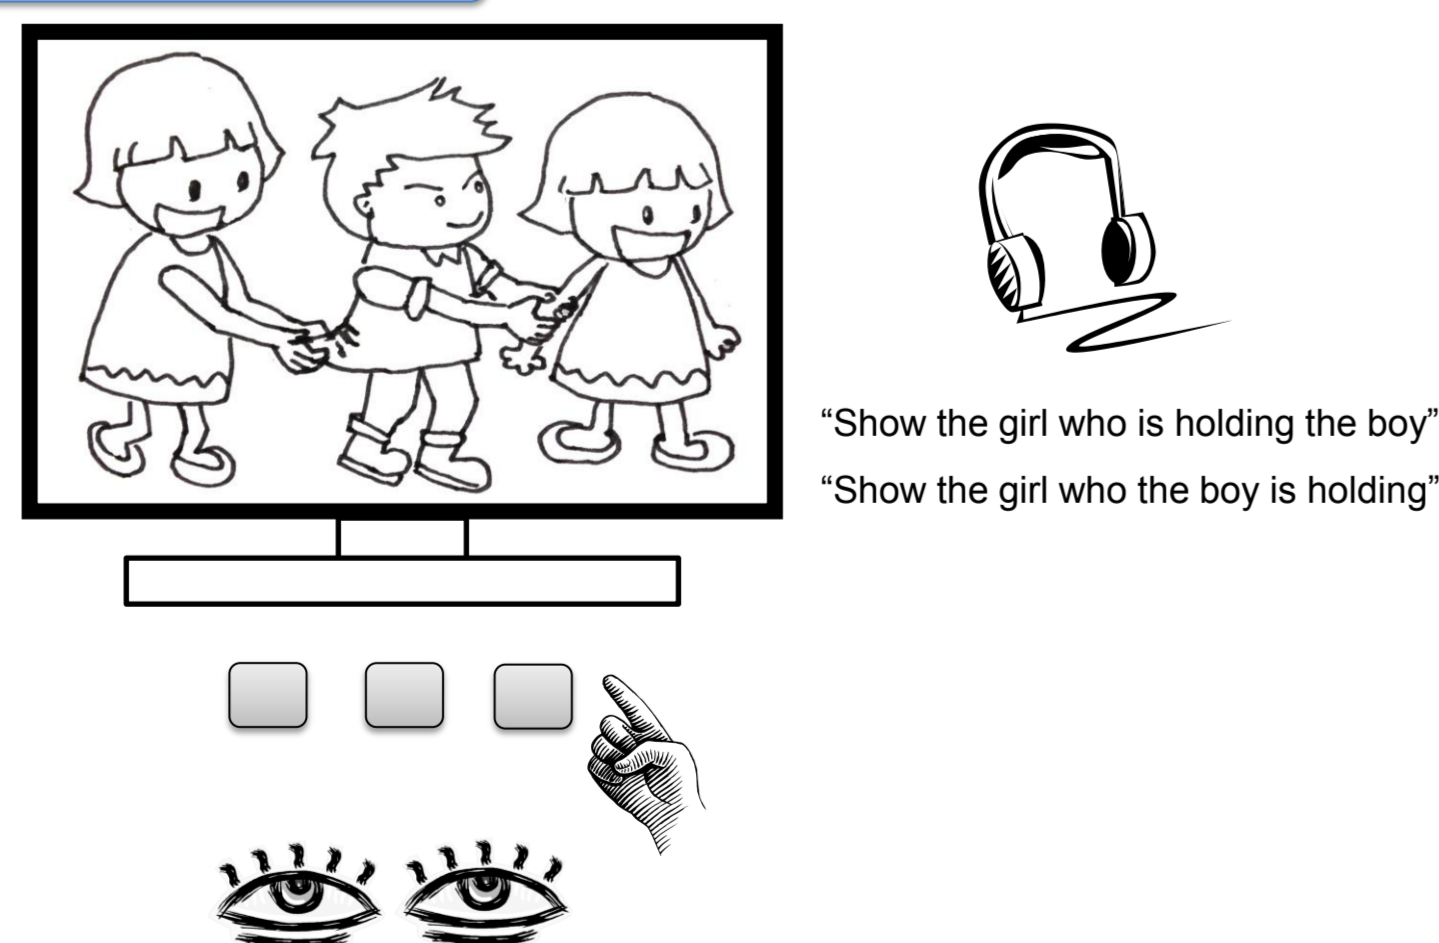 “Show the girl who is holding the boy”
“Show the girl who the boy is holding”